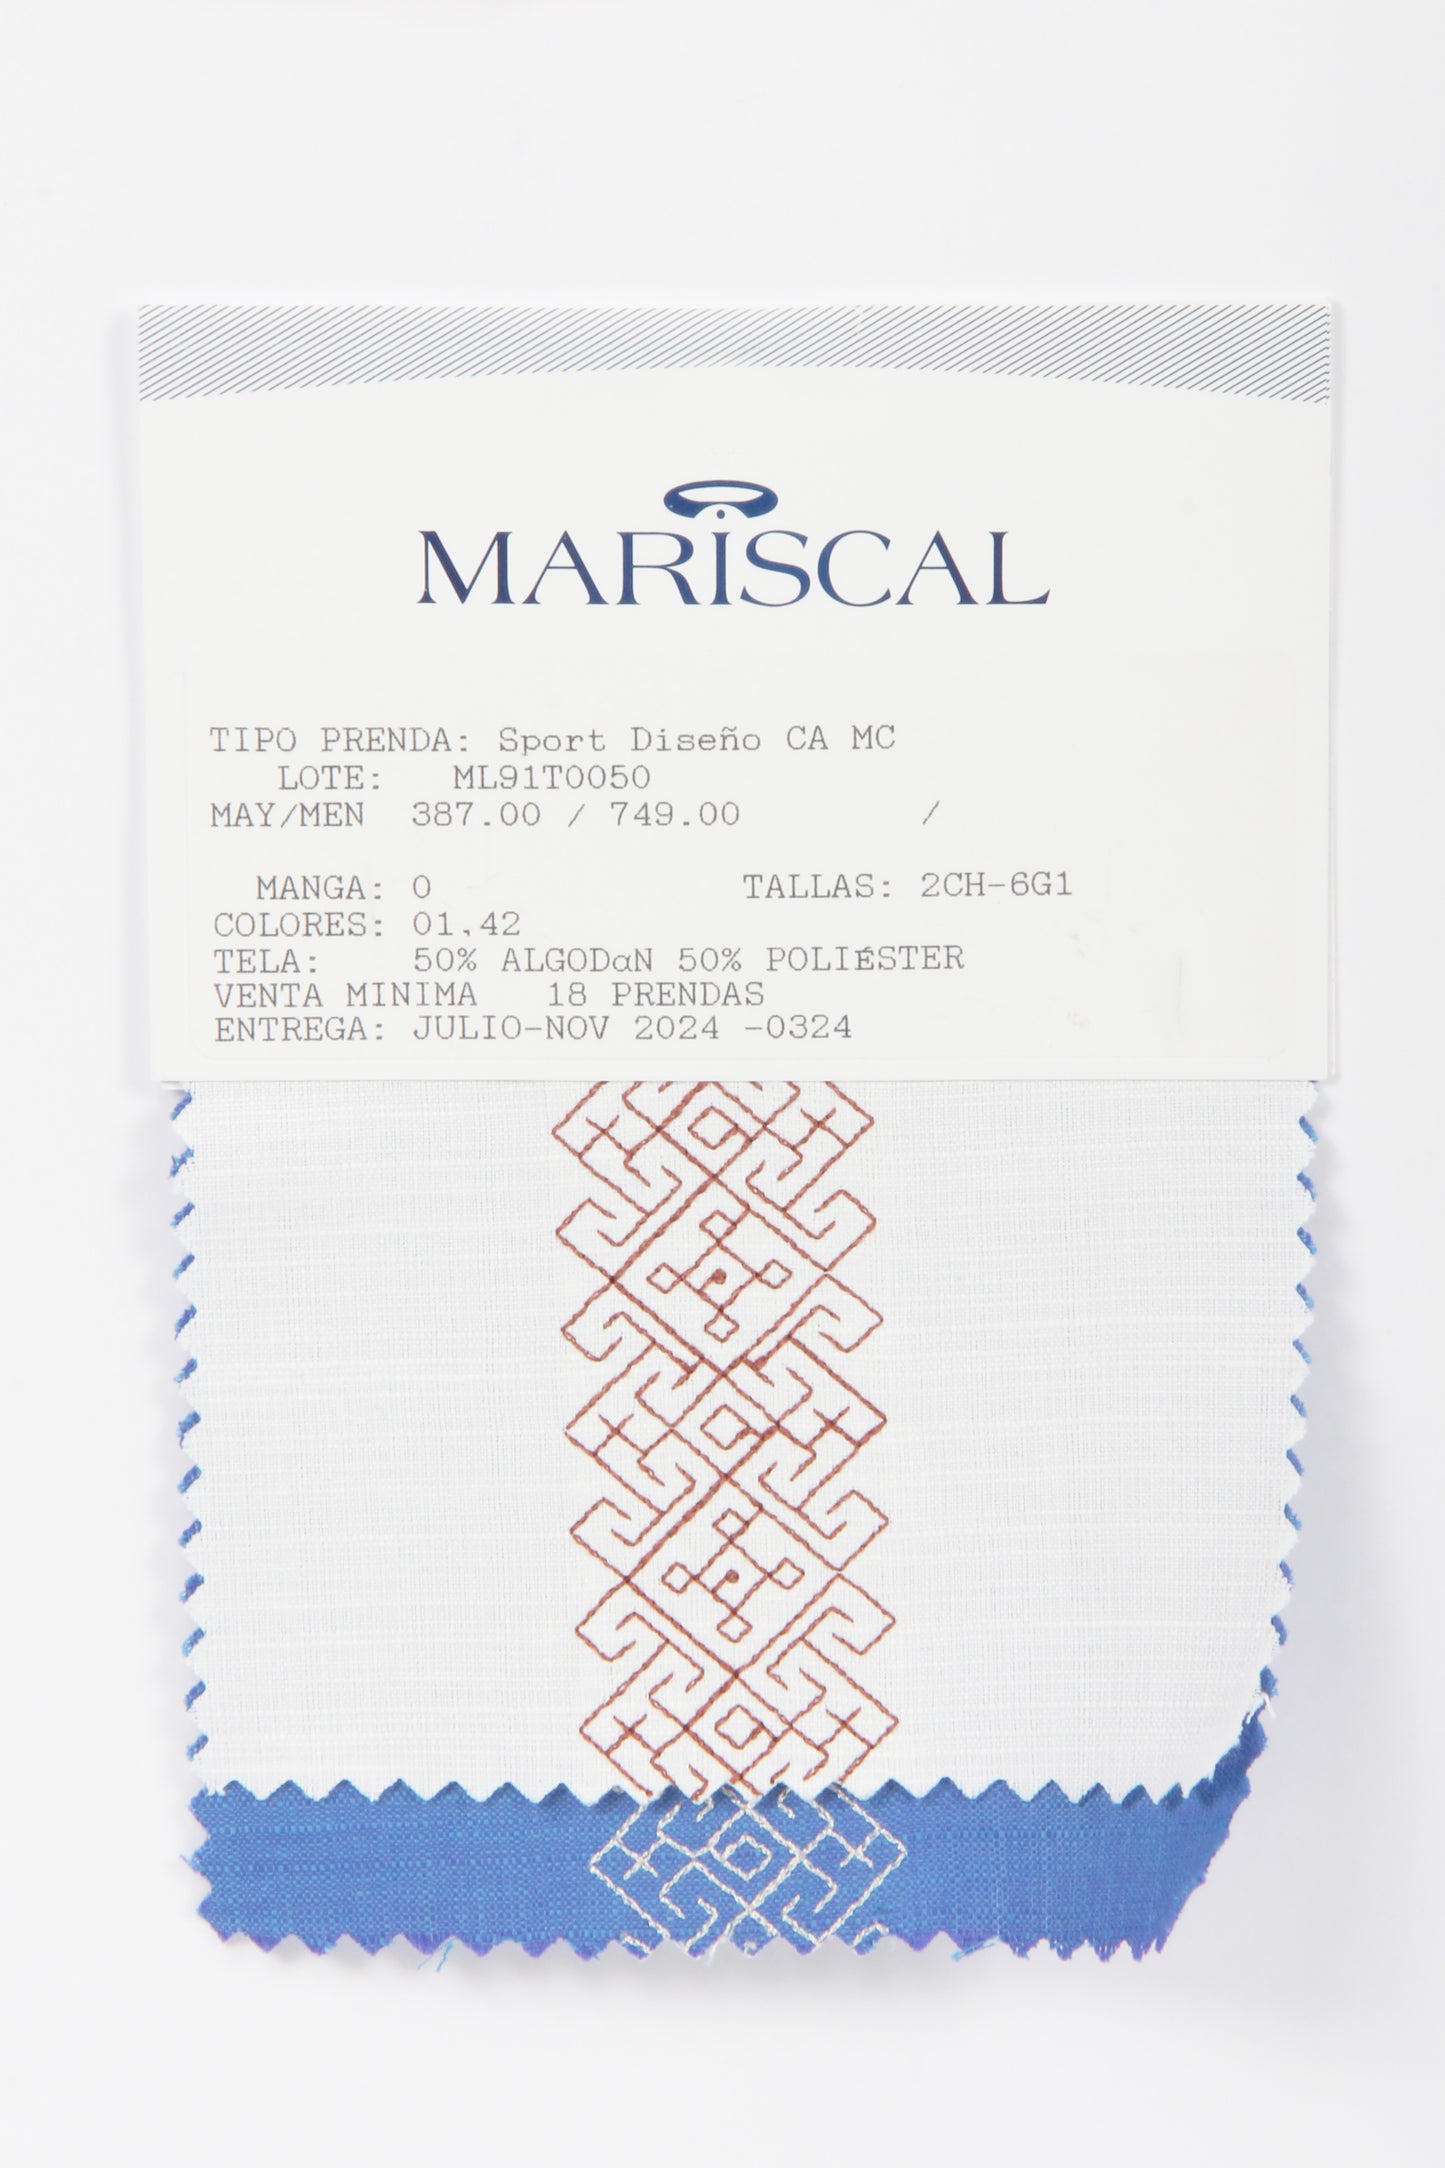 MARISCAL
TIPO PRENDA: Sport Diseño CA MC
LOTE: ML91T0050
MAY/MEN 387.00 / 749.00 /
MANGA: 0 TALLAS: 2CH-6G1
COLORES: 01,42
TELA: 50% ALGODαN 50% POLIÉSTER
VENTA MINIMA 18 PRENDAS
ENTREGA: JULIO-NOV 2024 -0324